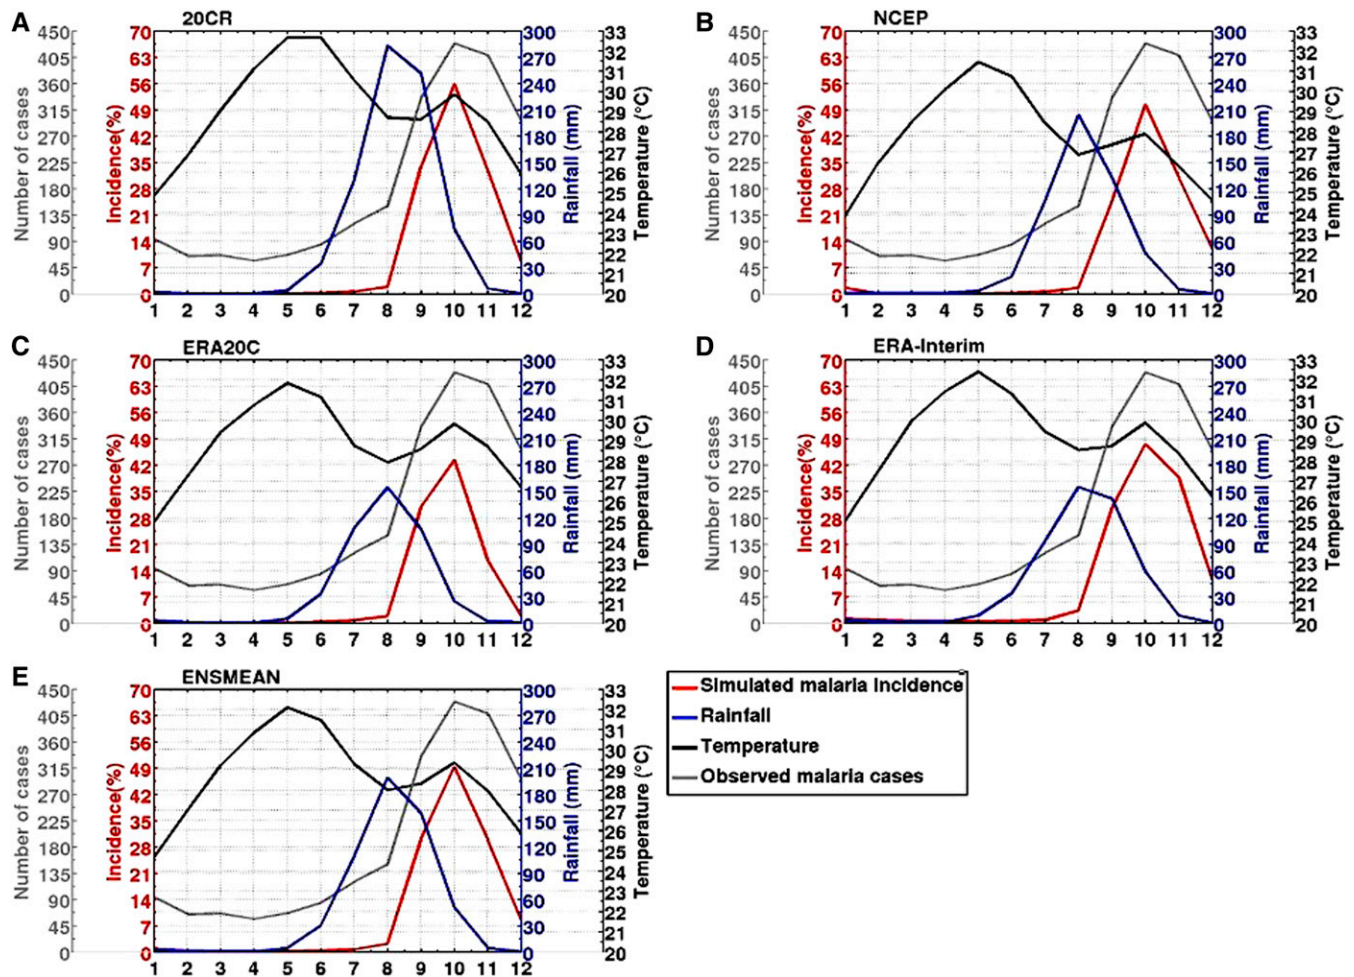 A 20CR
450 405 360 315 270 225 180 135 90 45 0
Number of cases
70 63 56 49 42 35 28 21 14 7 0
Incidence(%)
300 270 240 210 180 150 120 90 60 30 0
Rainfall (mm)
33 32 31 30 29 28 27 26 25 24 23 22 21 20
Temperature (°C)
1 2 3 4 5 6 7 8 9 10 11 12
B NCEP
450 405 360 315 270 225 180 135 90 45 0
Number of cases
70 63 56 49 42 35 28 21 14 7 0
Incidence(%)
300 270 240 210 180 150 120 90 60 30 0
Rainfall (mm)
33 32 31 30 29 28 27 26 25 24 23 22 21 20
Temperature (°C)
1 2 3 4 5 6 7 8 9 10 11 12
C ERA20C
450 405 360 315 270 225 180 135 90 45 0
Number of cases
70 63 56 49 42 35 28 21 14 7 0
Incidence(%)
300 270 240 210 180 150 120 90 60 30 0
Rainfall (mm)
33 32 31 30 29 28 27 26 25 24 23 22 21 20
Temperature (°C)
1 2 3 4 5 6 7 8 9 10 11 12
D ERA-Interim
450 405 360 315 270 225 180 135 90 45 0
Number of cases
70 63 56 49 42 35 28 21 14 7 0
Incidence(%)
300 270 240 210 180 150 120 90 60 30 0
Rainfall (mm)
33 32 31 30 29 28 27 26 25 24 23 22 21 20
Temperature (°C)
1 2 3 4 5 6 7 8 9 10 11 12
E ENSMEAN
450 405 360 315 270 225 180 135 90 45 0
Number of cases
70 63 56 49 42 35 28 21 14 7 0
Incidence(%)
300 270 240 210 180 150 120 90 60 30 0
Rainfall (mm)
33 32 31 30 29 28 27 26 25 24 23 22 21 20
Temperature (°C)
1 2 3 4 5 6 7 8 9 10 11 12
Simulated malaria incidence
Rainfall
Temperature
Observed malaria cases